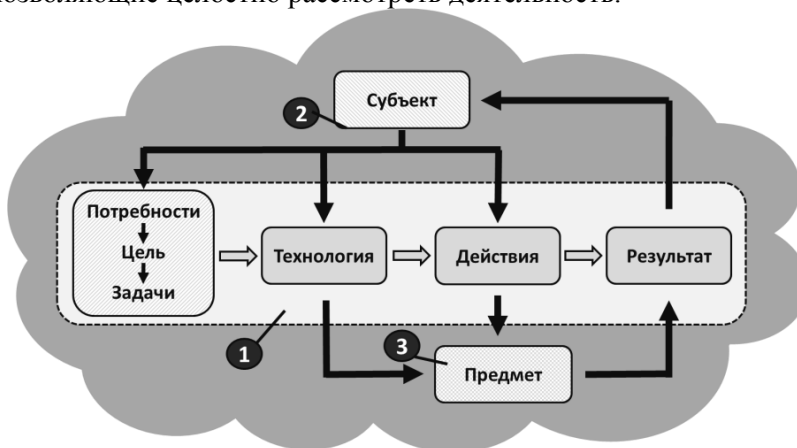 позволяющие целостно рассмотреть деятельность.
Субъект
2
Потребности
Цель
Задачи
Технология
Действия
Результат
1
3
Предмет